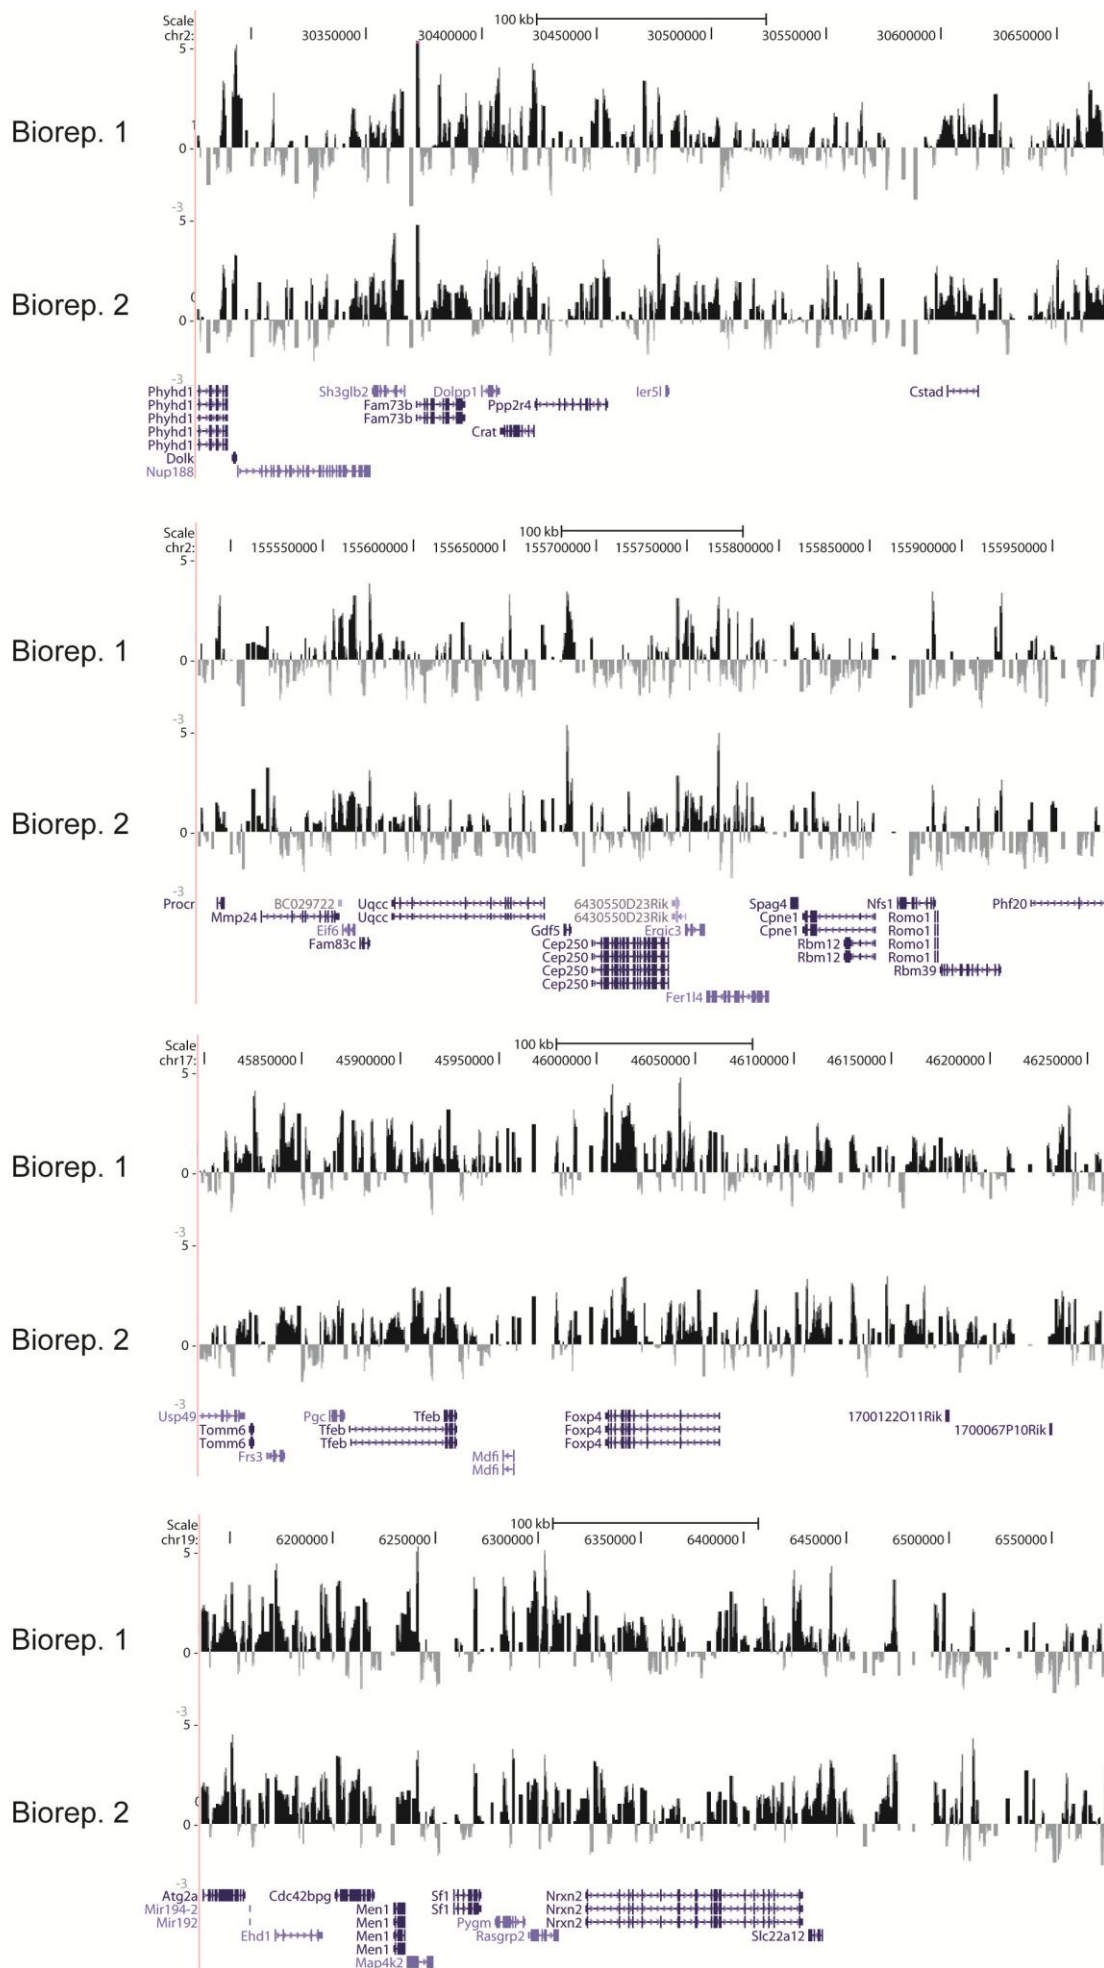 Scale 100 kb
chr2: 30350000 30400000 30450000 30500000 30550000 30600000 30650000
5
Biorep. 1
0
-3
5
Biorep. 2
0
-3
Phyhd1 Sh3glb2 Dolpp1 Ier5l Cstad
Phyhd1 Fam73b Ppp2r4
Phyhd1 Fam73b
Phyhd1 Crat
Phyhd1
Dolk
Nup188
Scale 100 kb
chr2: 155550000 155600000 155650000 155700000 155750000 155800000 155850000 155900000 155950000
5
Biorep. 1
0
-3
5
Biorep. 2
0
-3
Procr BC029722 Uqcc 6430550D23Rik Spag4 Nfs1 Phf20
Mmp24 Uqcc 6430550D23Rik Cpne1 Romo1
Eif6 Gdf5 Ergic3 Cpne1 Romo1
Fam83c Cep250 Rbm12 Romo1
Cep250 Rbm12 Romo1
Cep250 Rbm39
Cep250
Fer1l4
Scale 100 kb
chr17: 45850000 45900000 45950000 46000000 46050000 46100000 46150000 46200000 46250000
5
Biorep. 1
0
-3
5
Biorep. 2
0
-3
Usp49 Pgc Tfeb Foxp4 1700122O11Rik
Tomm6 Tfeb Foxp4 1700067P10Rik
Tomm6 Tfeb Foxp4
Frs3 Mdfi
Mdfi
Scale 100 kb
chr19: 6200000 6250000 6300000 6350000 6400000 6450000 6500000 6550000
5
Biorep. 1
0
-3
5
Biorep. 2
0
-3
Atg2a Cdc42bpg Sf1 Nrxn2
Mir194-2 Men1 Sf1 Nrxn2
Mir192 Men1 Pygm Nrxn2
Ehd1 Men1 Rasgrp2 Slc22a12
Men1
Map4k2